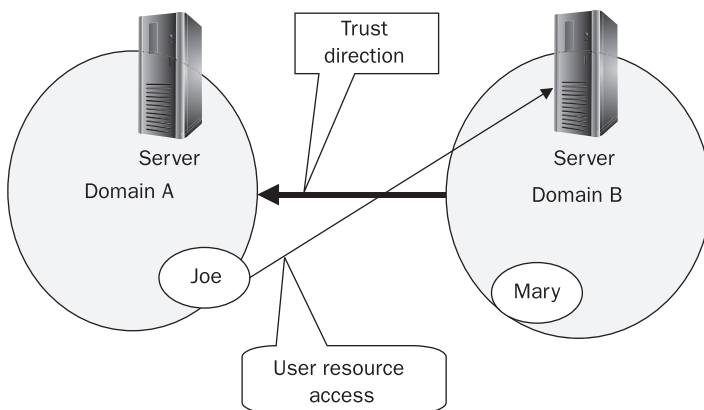 Trust
direction
Server
Domain A
Server
Domain B
Joe
Mary
User resource
access